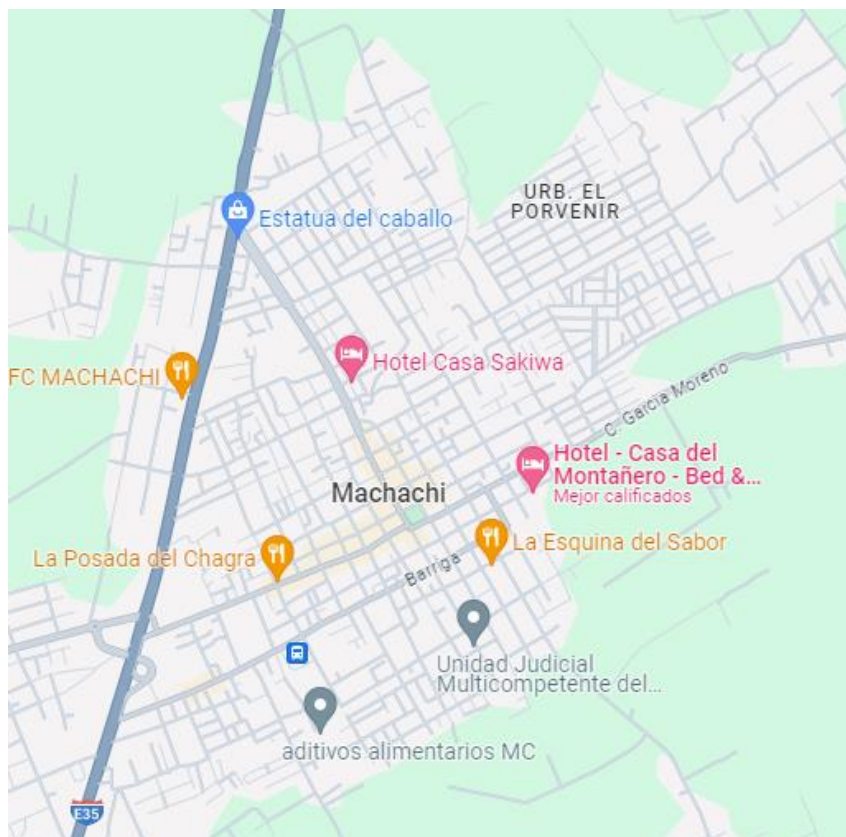 URB. EL
PORVENIR
Estatua del caballo
Hotel Casa Sakiwa
FC MACHACHI
C. García Moreno
Hotel - Casa del
Montañero - Bed &...
Mejor calificados
Machachi
La Esquina del Sabor
La Posada del Chagra
Barriga
Unidad Judicial
Multicompetente del...
aditivos alimentarios MC
E35